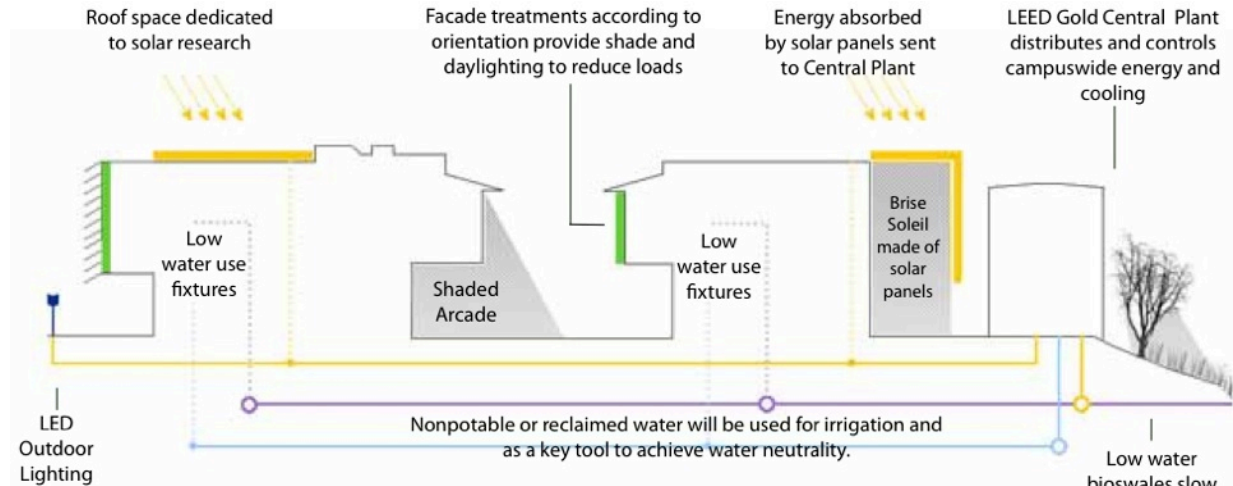 Roof space dedicated
to solar research
Facade treatments according to
orientation provide shade and
daylighting to reduce loads
Energy absorbed
by solar panels sent
to Central Plant
LEED Gold Central Plant
distributes and controls
campuswide energy and
cooling
Low
water use
fixtures
Shaded
Arcade
Low
water use
fixtures
Brise
Soleil
made of
solar
panels
LED
Outdoor
Lighting
Nonpotable or reclaimed water will be used for irrigation and
as a key tool to achieve water neutrality.
Low water
bioswales slow